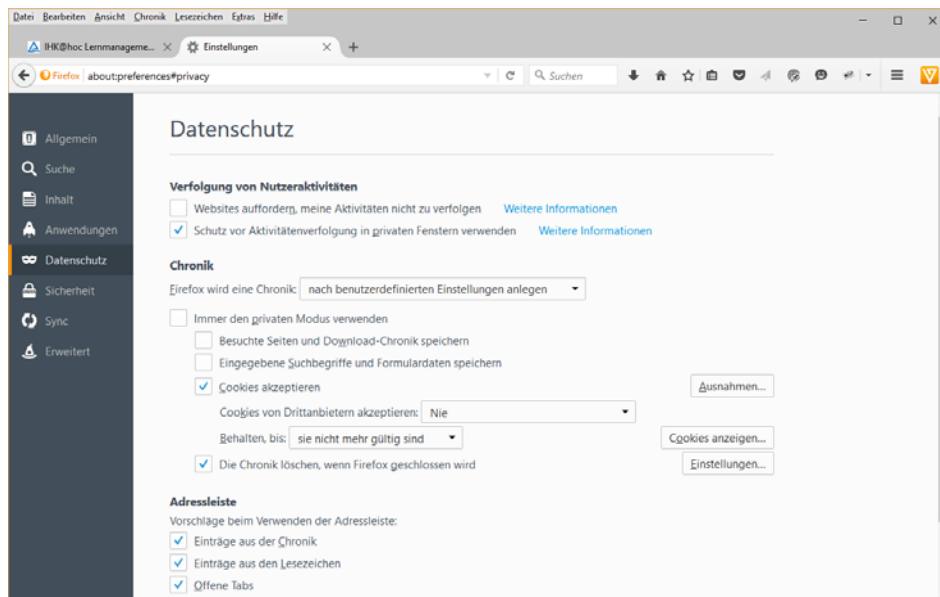 Datei Bearbeiten Ansicht Chronik Lesezeichen Extras Hilfe
IHK@hoc Lernmanageme... Einstellungen
Firefox about:preferences#privacy Suchen
Datenschutz
Allgemein
Suche
Inhalt
Anwendungen
Datenschutz
Sicherheit
Sync
Erweitert
Verfolgung von Nutzeraktivitäten
Websites auffordern, meine Aktivitäten nicht zu verfolgen Weitere Informationen
Schutz vor Aktivitätenverfolgung in privaten Fenstern verwenden Weitere Informationen
Chronik
Firefox wird eine Chronik: nach benutzerdefinierten Einstellungen anlegen
Immer den privaten Modus verwenden
Besuchte Seiten und Download-Chronik speichern
Eingegebene Suchbegriffe und Formulardaten speichern
Cookies akzeptieren Ausnahmen...
Cookies von Drittanbietern akzeptieren: Nie
Behalten, bis: sie nicht mehr gültig sind Cookies anzeigen...
Die Chronik löschen, wenn Firefox geschlossen wird Einstellungen...
Adressleiste
Vorschläge beim Verwenden der Adressleiste:
Einträge aus der Chronik
Einträge aus den Lesezeichen
Offene Tabs